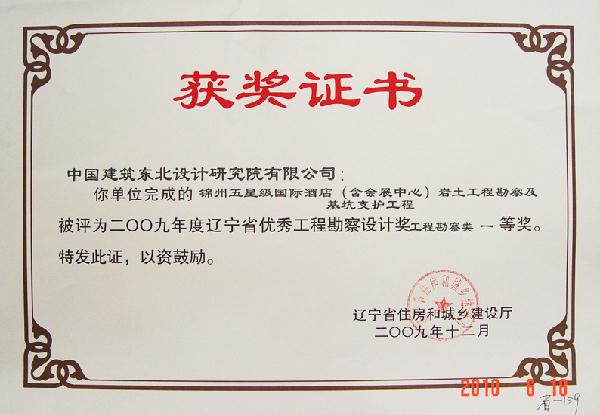 获奖证书
中国建筑东北设计研究院有限公司：
你单位完成的 锦州五星级国际酒店（含会展中心）岩土工程勘察及
基坑支护工程
被评为二〇〇九年度辽宁省优秀工程勘察设计奖工程勘察类 一 等奖。
特发此证，以资鼓励。
辽宁省住房和城乡建设厅
二〇〇九年十二月
2010 6 18